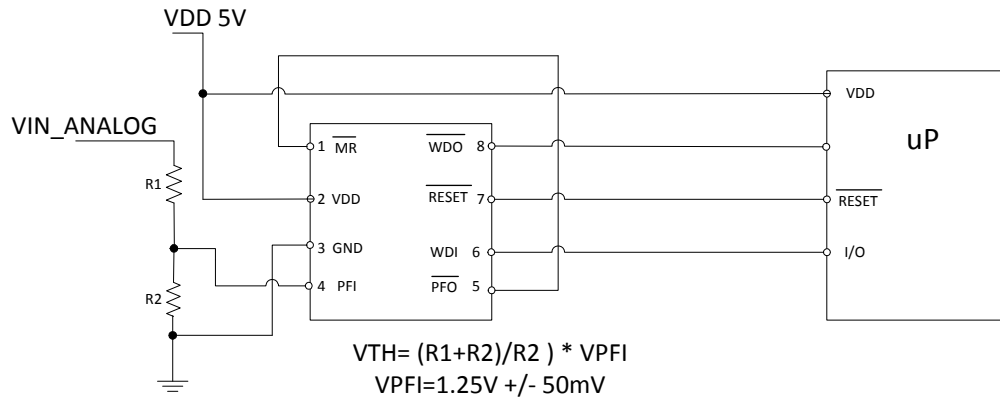 VDD 5V
VIN_ANALOG
R1
R2
1 MR
2 VDD
3 GND
4 PFI
WDO 8
RESET 7
WDI 6
PFO 5
VDD
uP
RESET
I/O
VTH= (R1+R2)/R2 ) * VPFI
VPFI=1.25V +/- 50mV